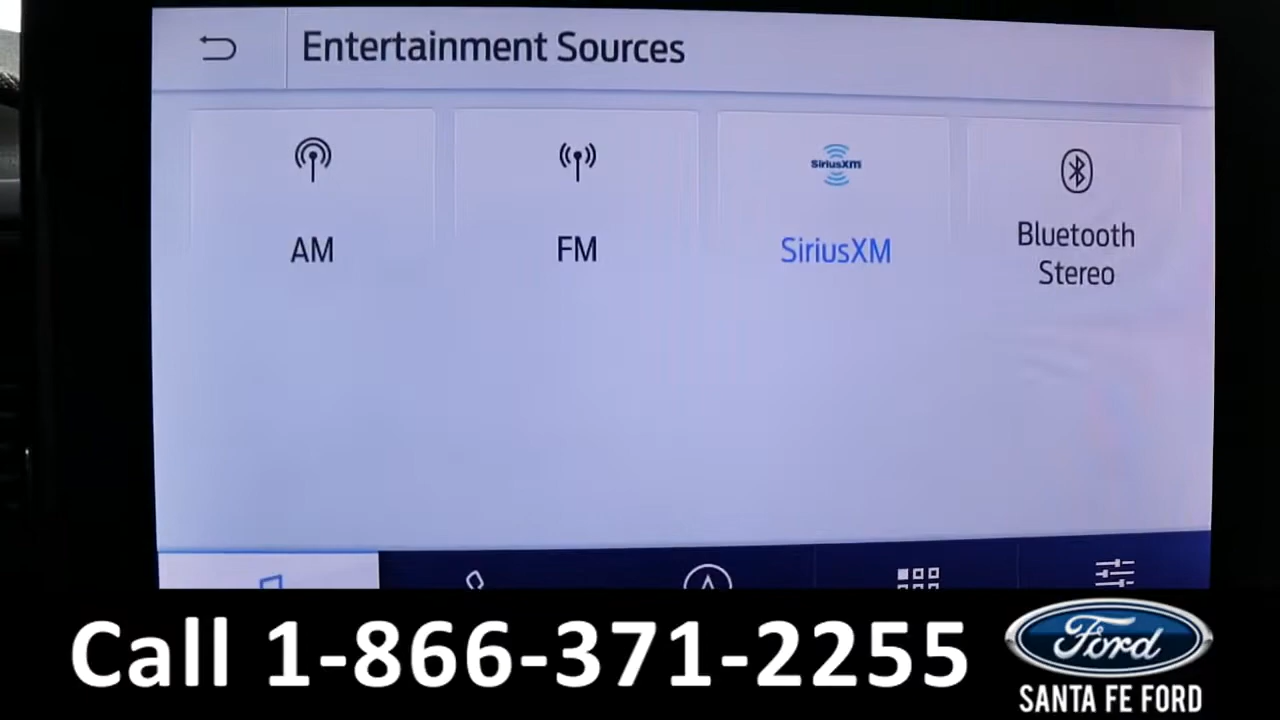 Entertainment Sources
AM
FM
SiriusXM
SiriusXM
Bluetooth
Stereo
Call 1-866-371-2255
Ford
SANTA FE FORD